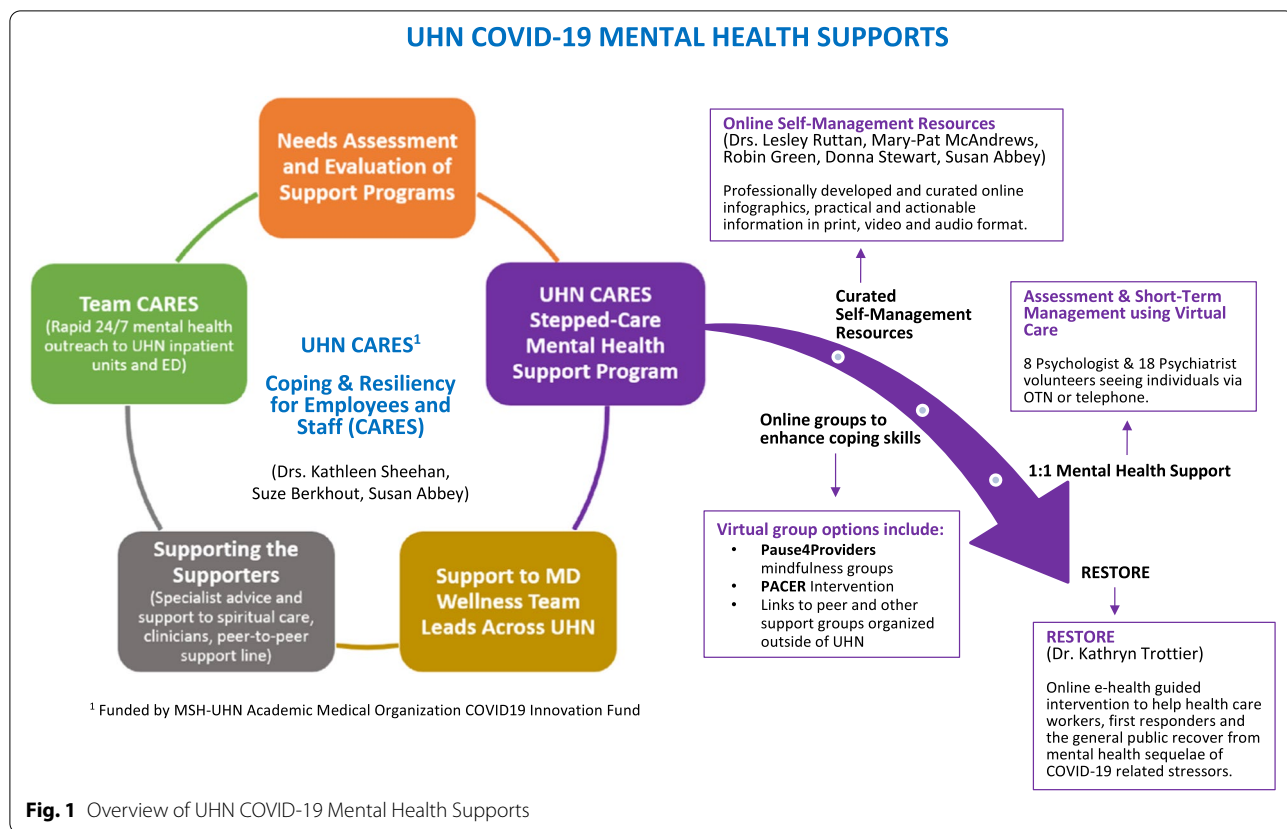 UHN COVID-19 MENTAL HEALTH SUPPORTS
Needs Assessment
and Evaluation of
Support Programs
Team CARES
(Rapid 24/7 mental health
outreach to UHN inpatient
units and ED)
UHN CARES¹
Coping & Resiliency
for Employees and
Staff (CARES)
(Drs. Kathleen Sheehan,
Suze Berkhout, Susan Abbey)
UHN CARES
Stepped-Care
Mental Health
Support Program
Supporting the
Supporters
(Specialist advice and
support to spiritual care,
clinicians, peer-to-peer
support line)
Support to MD
Wellness Team
Leads Across UHN
¹ Funded by MSH-UHN Academic Medical Organization COVID19 Innovation Fund
Online Self-Management Resources
(Drs. Lesley Ruttan, Mary-Pat McAndrews,
Robin Green, Donna Stewart, Susan Abbey)
Professionally developed and curated online
infographics, practical and actionable
information in print, video and audio format.
Curated
Self-Management
Resources
Online groups to
enhance coping skills
Virtual group options include:
• Pause4Providers
mindfulness groups
• PACER Intervention
• Links to peer and other
support groups organized
outside of UHN
Assessment & Short-Term
Management using Virtual
Care
8 Psychologist & 18 Psychiatrist
volunteers seeing individuals via
OTN or telephone.
1:1 Mental Health Support
RESTORE
RESTORE
(Dr. Kathryn Trottier)
Online e-health guided
intervention to help health care
workers, first responders and
the general public recover from
mental health sequelae of
COVID-19 related stressors.
Fig. 1 Overview of UHN COVID-19 Mental Health Supports